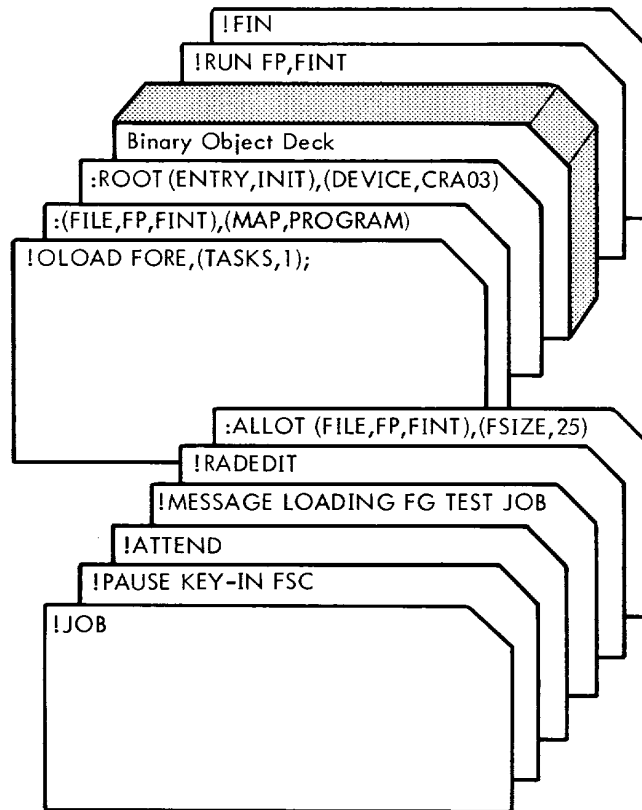 !FIN
!RUN FP,FINT
Binary Object Deck
:ROOT (ENTRY,INIT),(DEVICE,CRA03)
:(FILE,FP,FINT),(MAP,PROGRAM)
!OLOAD FORE,(TASKS,1);
:ALLOT (FILE,FP,FINT),(FSIZE,25)
!RADEDIT
!MESSAGE LOADING FG TEST JOB
!ATTEND
!PAUSE KEY-IN FSC
!JOB